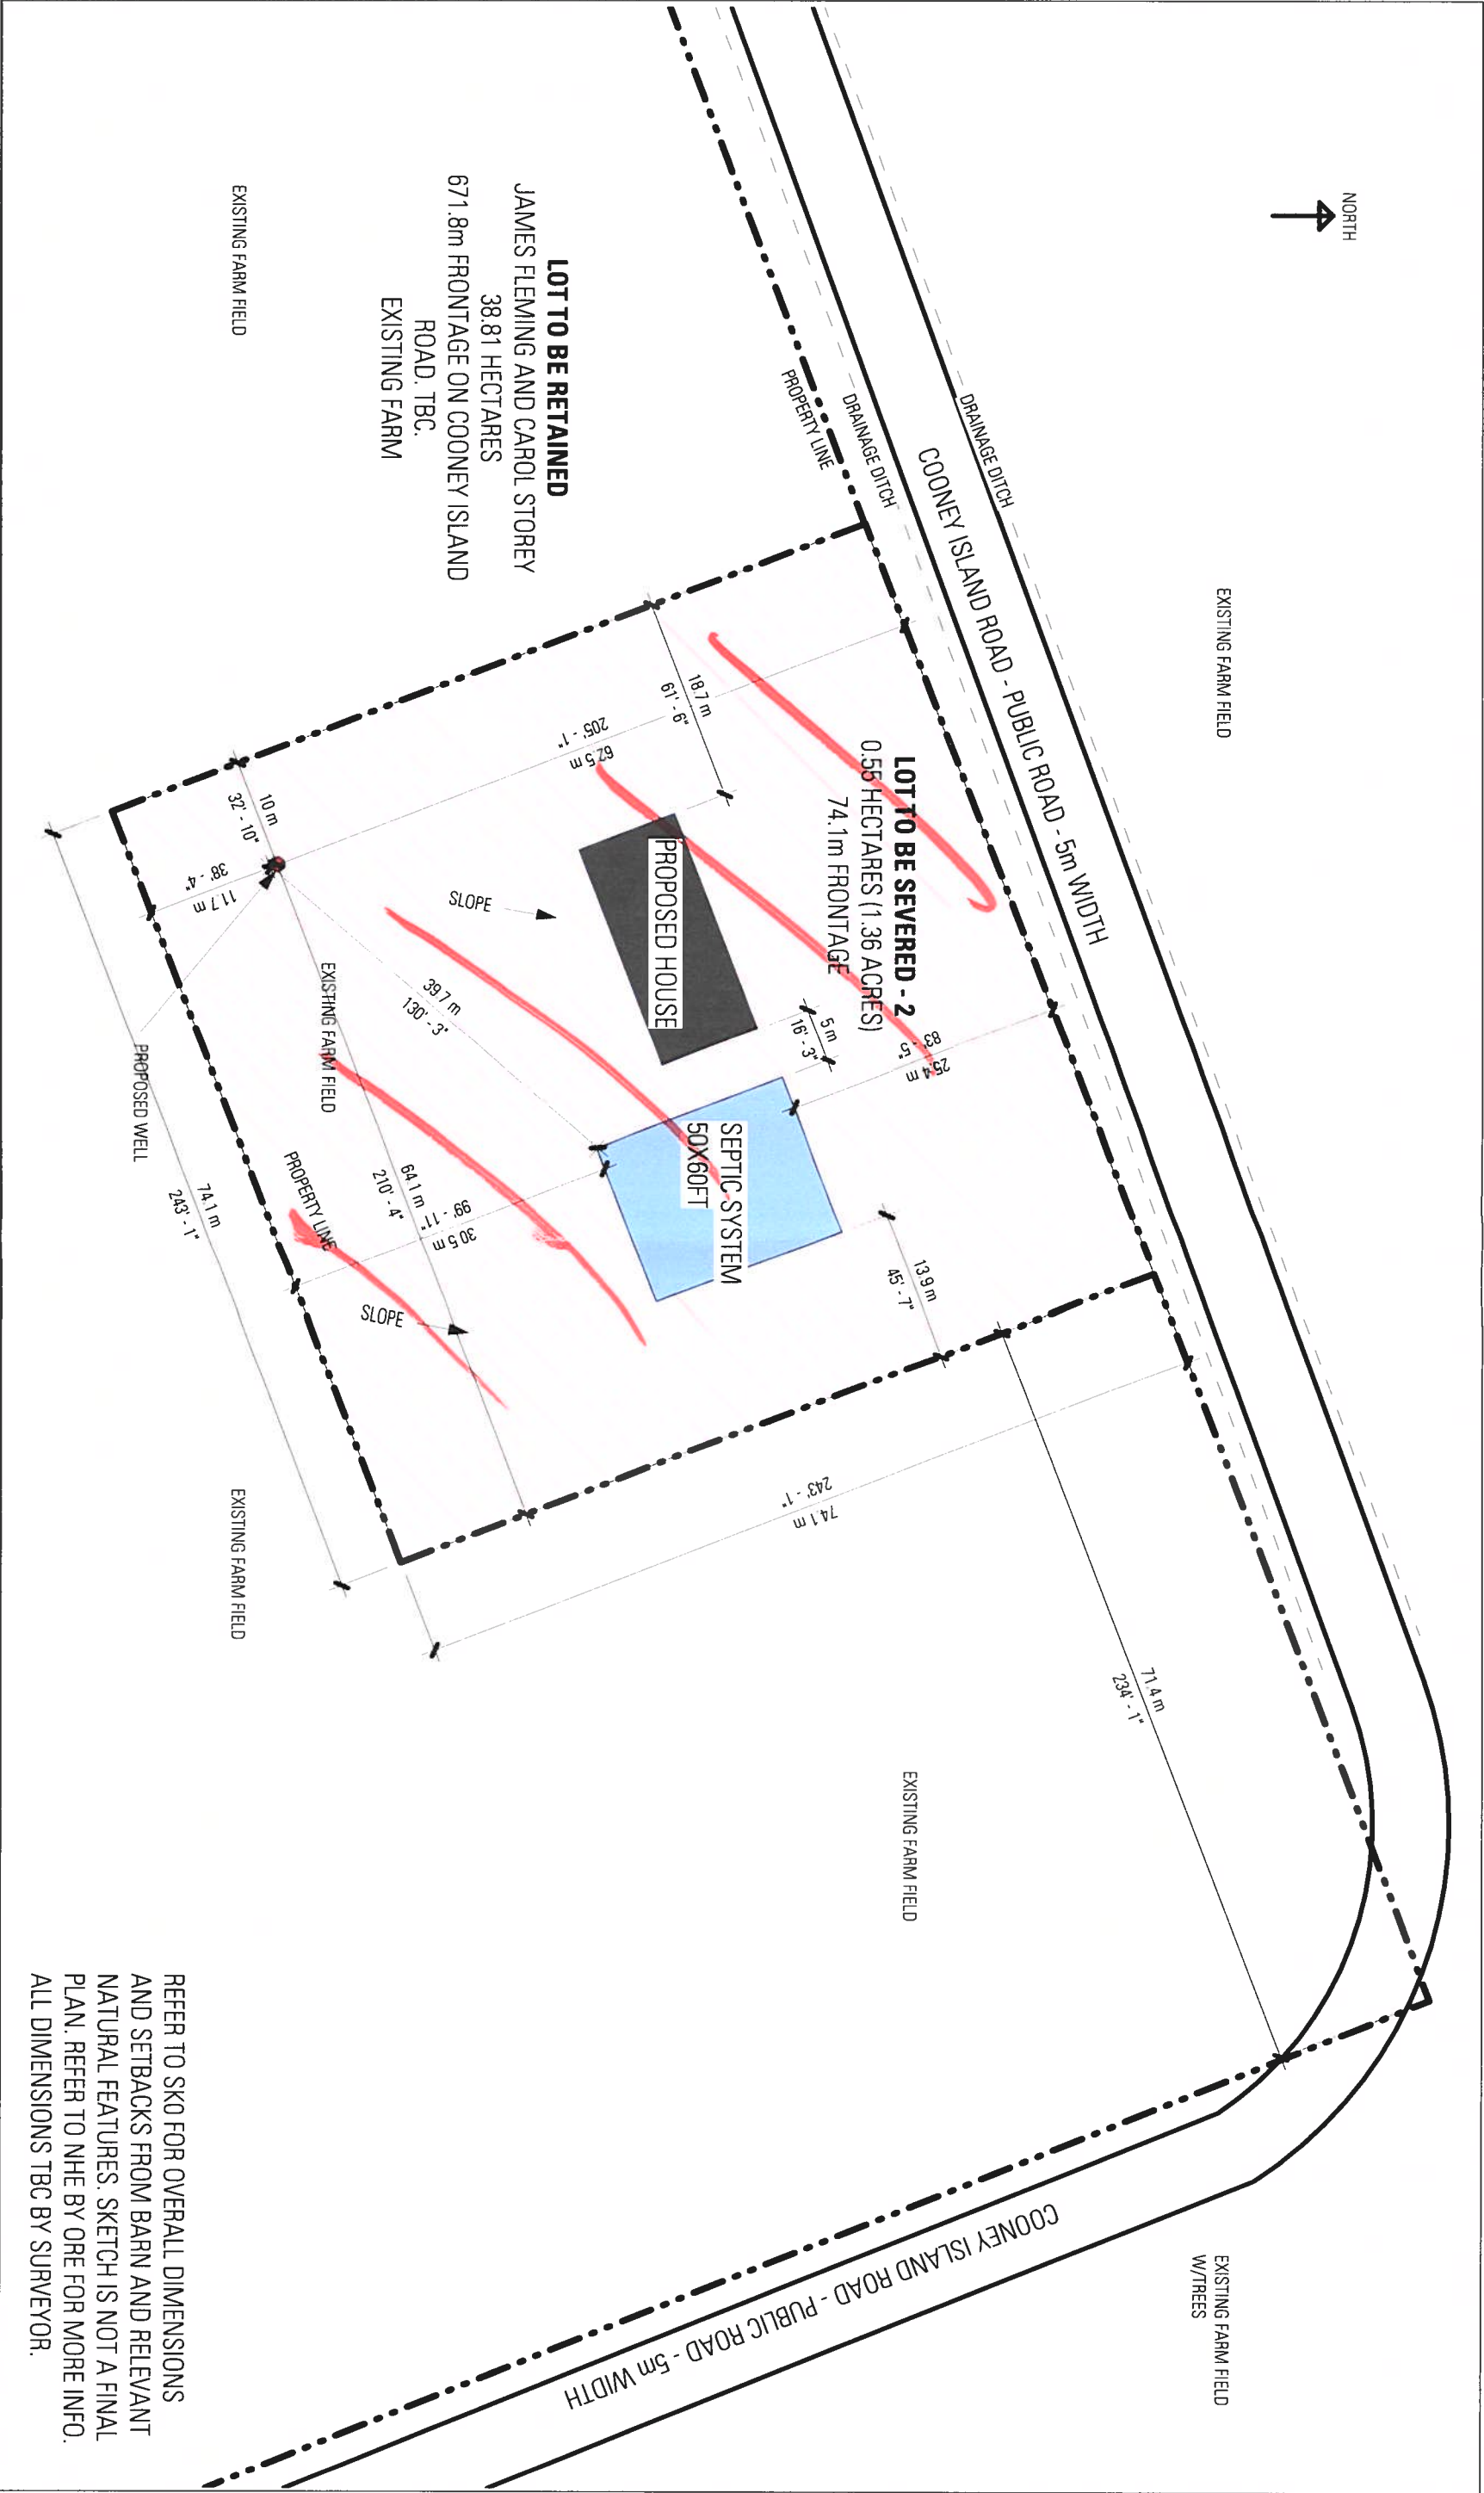 NORTH
EXISTING FARM FIELD
DRAINAGE DITCH
COONEY ISLAND ROAD - PUBLIC ROAD - 5m WIDTH
DRAINAGE DITCH
PROPERTY LINE
LOT TO BE RETAINED
JAMES FLEMING AND CAROL STOREY
38.81 HECTARES
671.8m FRONTAGE ON COONEY ISLAND
ROAD. TBC.
EXISTING FARM
EXISTING FARM FIELD
LOT TO BE SEVERED - 2
0.55 HECTARES (1.36 ACRES)
74.1m FRONTAGE
18.7 m
61' - 6"
62.5 m
205' - 1"
PROPOSED HOUSE
5 m
16' - 3"
25.4 m
83' - 5"
SEPTIC SYSTEM
50X60FT
13.9 m
45' - 7"
SLOPE
10 m
32' - 10"
11.7 m
38' - 4"
39.7 m
130' - 3"
EXISTING FARM FIELD
64.1 m
210' - 4"
30.5 m
99' - 11"
PROPERTY LINE
SLOPE
PROPOSED WELL
74.1 m
243' - 1"
74.1 m
243' - 1"
71.4 m
234' - 1"
EXISTING FARM FIELD
EXISTING FARM FIELD
EXISTING FARM FIELD
W/TREES
COONEY ISLAND ROAD - PUBLIC ROAD - 5m WIDTH
REFER TO SK0 FOR OVERALL DIMENSIONS
AND SETBACKS FROM BARN AND RELEVANT
NATURAL FEATURES. SKETCH IS NOT A FINAL
PLAN. REFER TO NHE BY ORE FOR MORE INFO.
ALL DIMENSIONS TBC BY SURVEYOR.